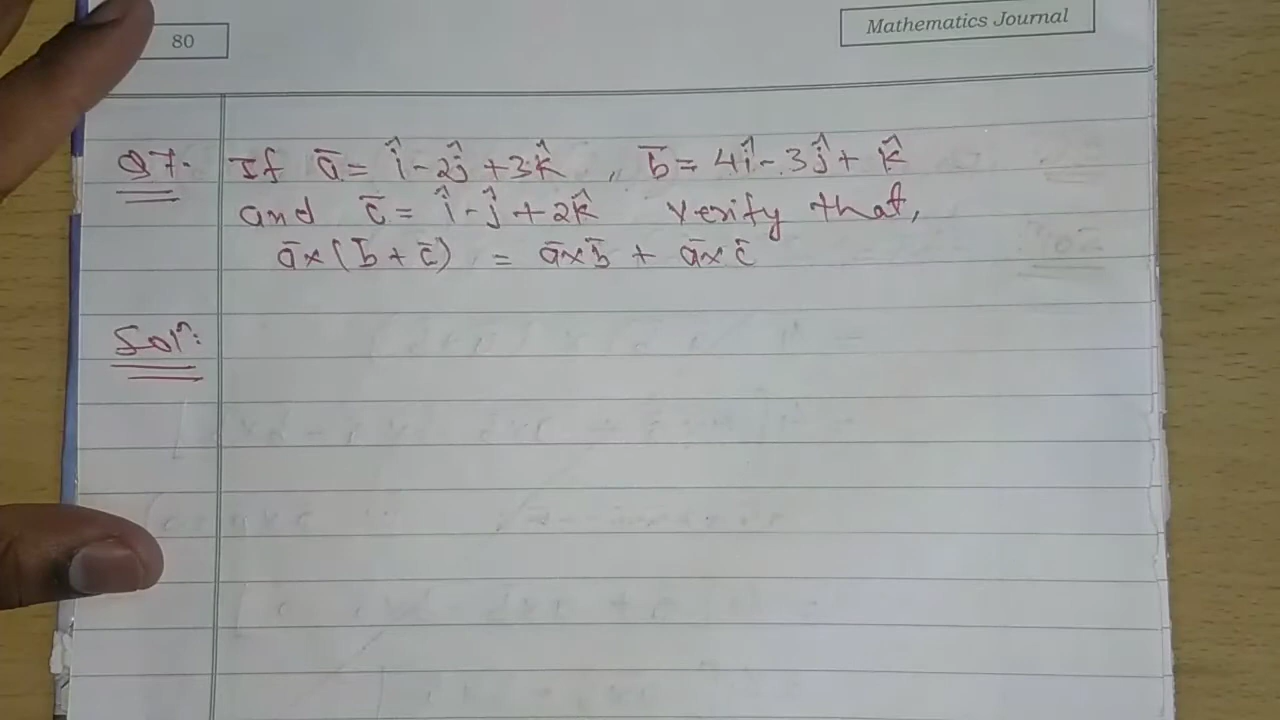 80
Mathematics Journal
Q7. If a̅ = î - 2ĵ + 3k̂ , b̅ = 4î - 3ĵ + k̂
and c̅ = î - ĵ + 2k̂ verify that,
a̅×(b̅ + c̅) = a̅×b̅ + a̅×c̅
Solⁿ: